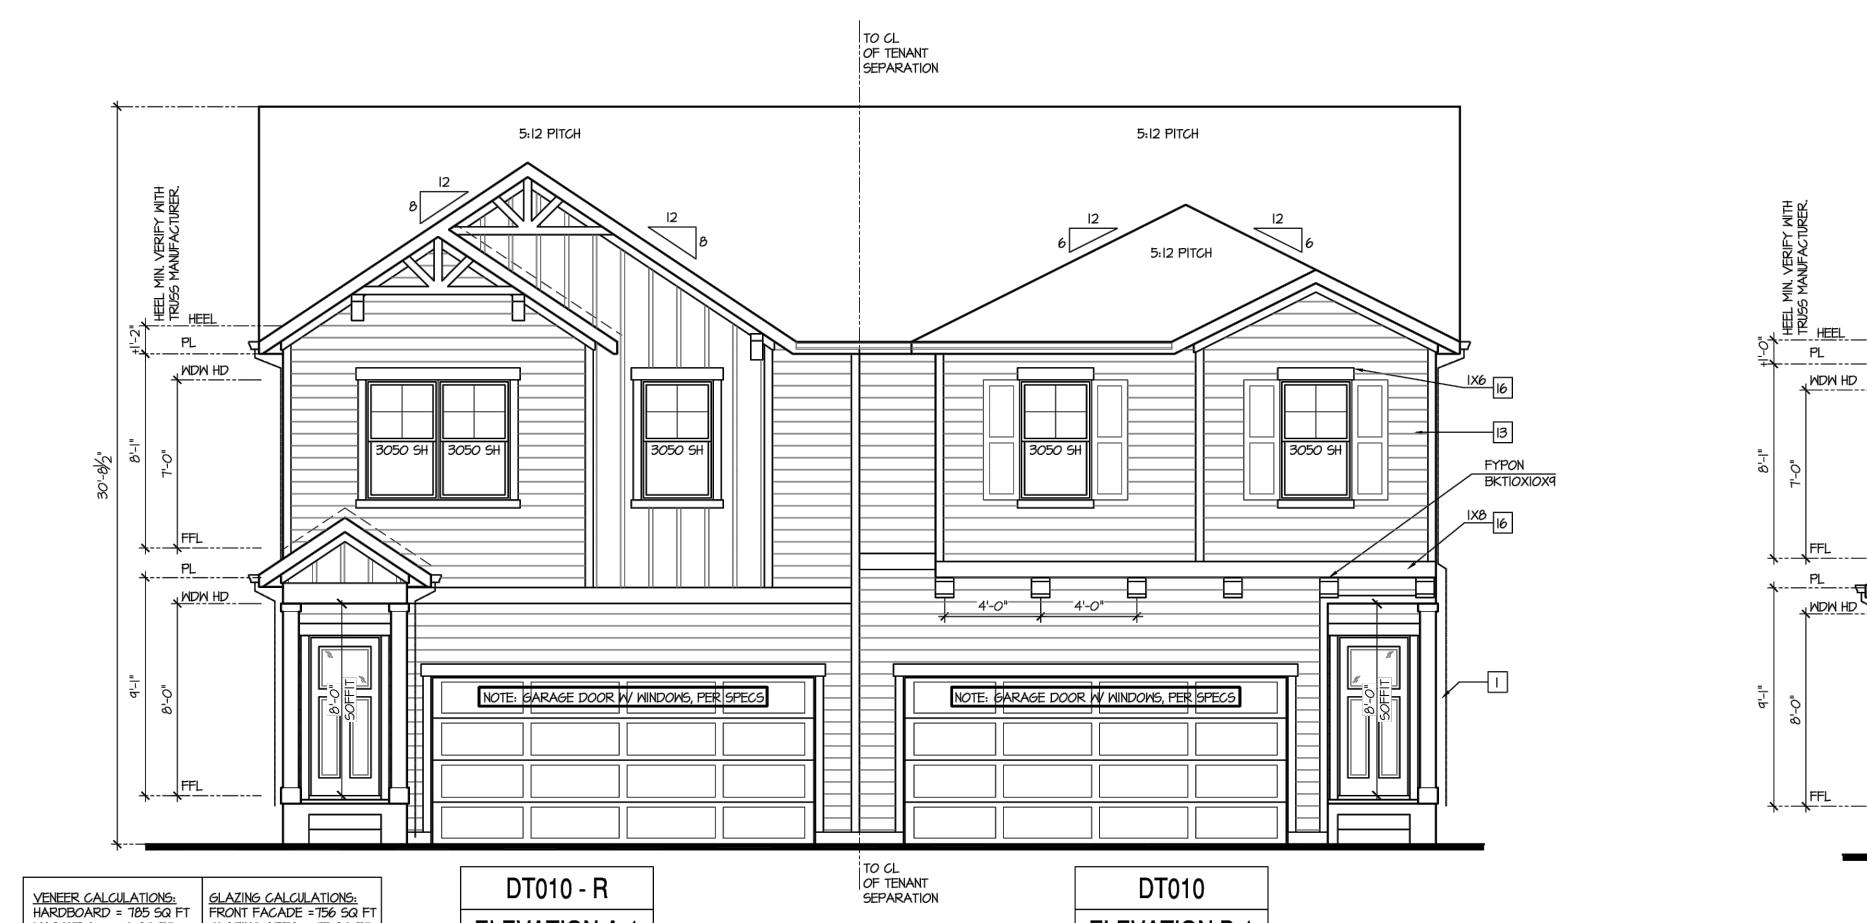 TO CL
OF TENANT
SEPARATION
5:12 PITCH
5:12 PITCH
12
8
12
8
12
6
12
6
5:12 PITCH
HEEL MIN. VERIFY WITH
TRUSS MANUFACTURER.
HEEL
±1'-2"
PL
WDW HD
8'-1"
7'-0"
30'-8½"
FFL
PL
WDW HD
9'-1"
8'-0"
FFL
3050 SH
3050 SH
3050 SH
3050 SH
3050 SH
1X6
16
13
FYPON
BKT10X10X9
1X8
16
1
4'-0"
4'-0"
8'-0"
SOFFIT
NOTE: GARAGE DOOR W/ WINDOWS, PER SPECS
NOTE: GARAGE DOOR W/ WINDOWS, PER SPECS
8'-0"
SOFFIT
HEEL MIN. VERIFY WITH
TRUSS MANUFACTURER.
HEEL
±1'-0"
PL
WDW HD
8'-1"
7'-0"
FFL
PL
WDW HD
9'-1"
8'-0"
FFL
TO CL
OF TENANT
SEPARATION
VENEER CALCULATIONS:
HARDBOARD = 785 SQ FT
GLAZING CALCULATIONS:
FRONT FACADE =756 SQ FT
DT010 - R
DT010